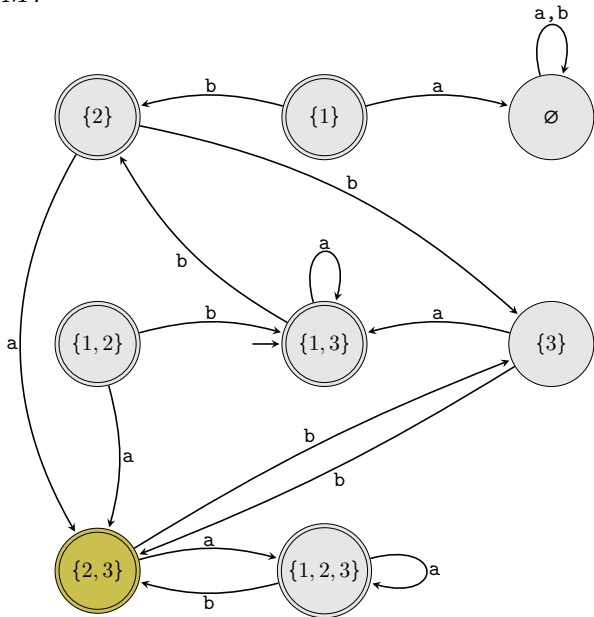 a,b
b
a
{2}
{1}
∅
b
a
b
b
a
a
{1, 2}
{1, 3}
{3}
a
b
b
a
{2, 3}
{1, 2, 3}
a
b